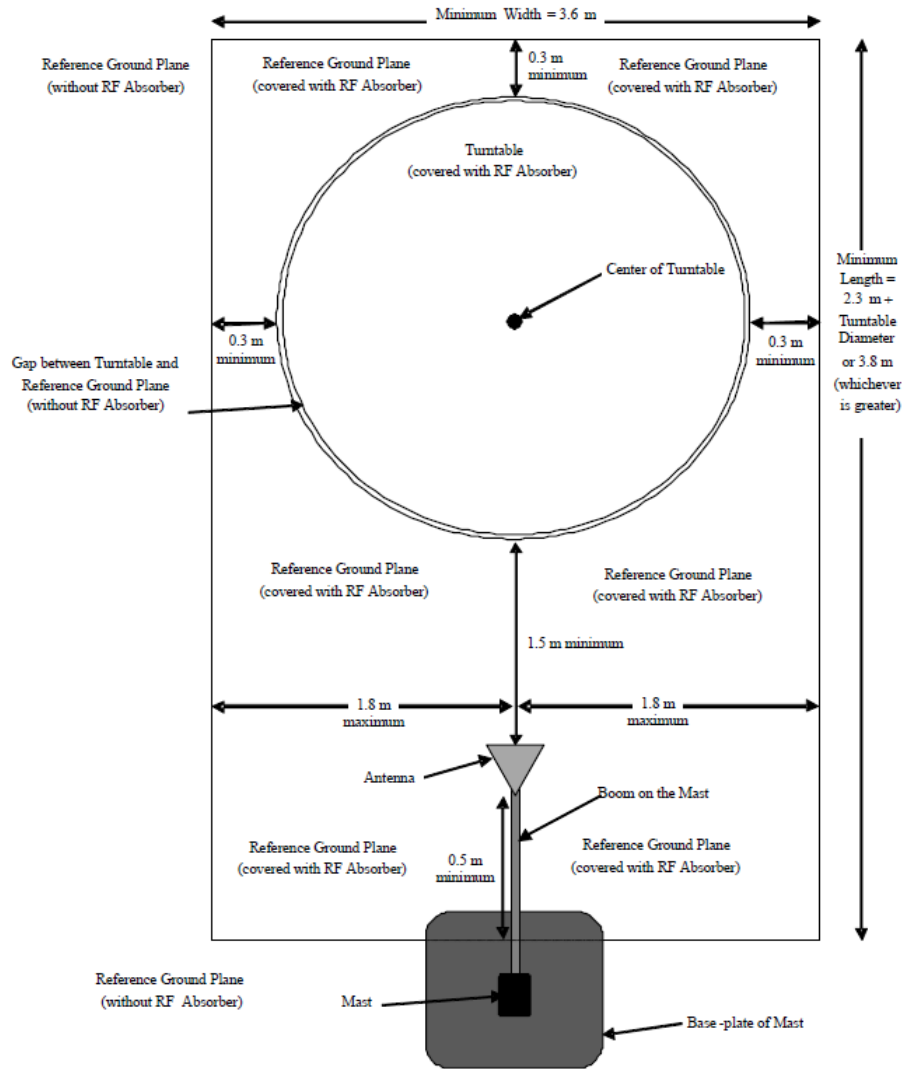 Minimum Width = 3.6 m
Reference Ground Plane
(without RF Absorber)
Reference Ground Plane
(covered with RF Absorber)
0.3 m
minimum
Reference Ground Plane
(covered with RF Absorber)
Turntable
(covered with RF Absorber)
Center of Turntable
Minimum
Length =
2.3 m +
Turntable
Diameter
or 3.8 m
(whichever
is greater)
0.3 m
minimum
0.3 m
minimum
Gap between Turntable and
Reference Ground Plane
(without RF Absorber)
Reference Ground Plane
(covered with RF Absorber)
Reference Ground Plane
(covered with RF Absorber)
1.5 m minimum
1.8 m
maximum
1.8 m
maximum
Antenna
Boom on the Mast
Reference Ground Plane
(covered with RF Absorber)
0.5 m
minimum
Reference Ground Plane
(covered with RF Absorber)
Reference Ground Plane
(without RF Absorber)
Mast
Base -plate of Mast